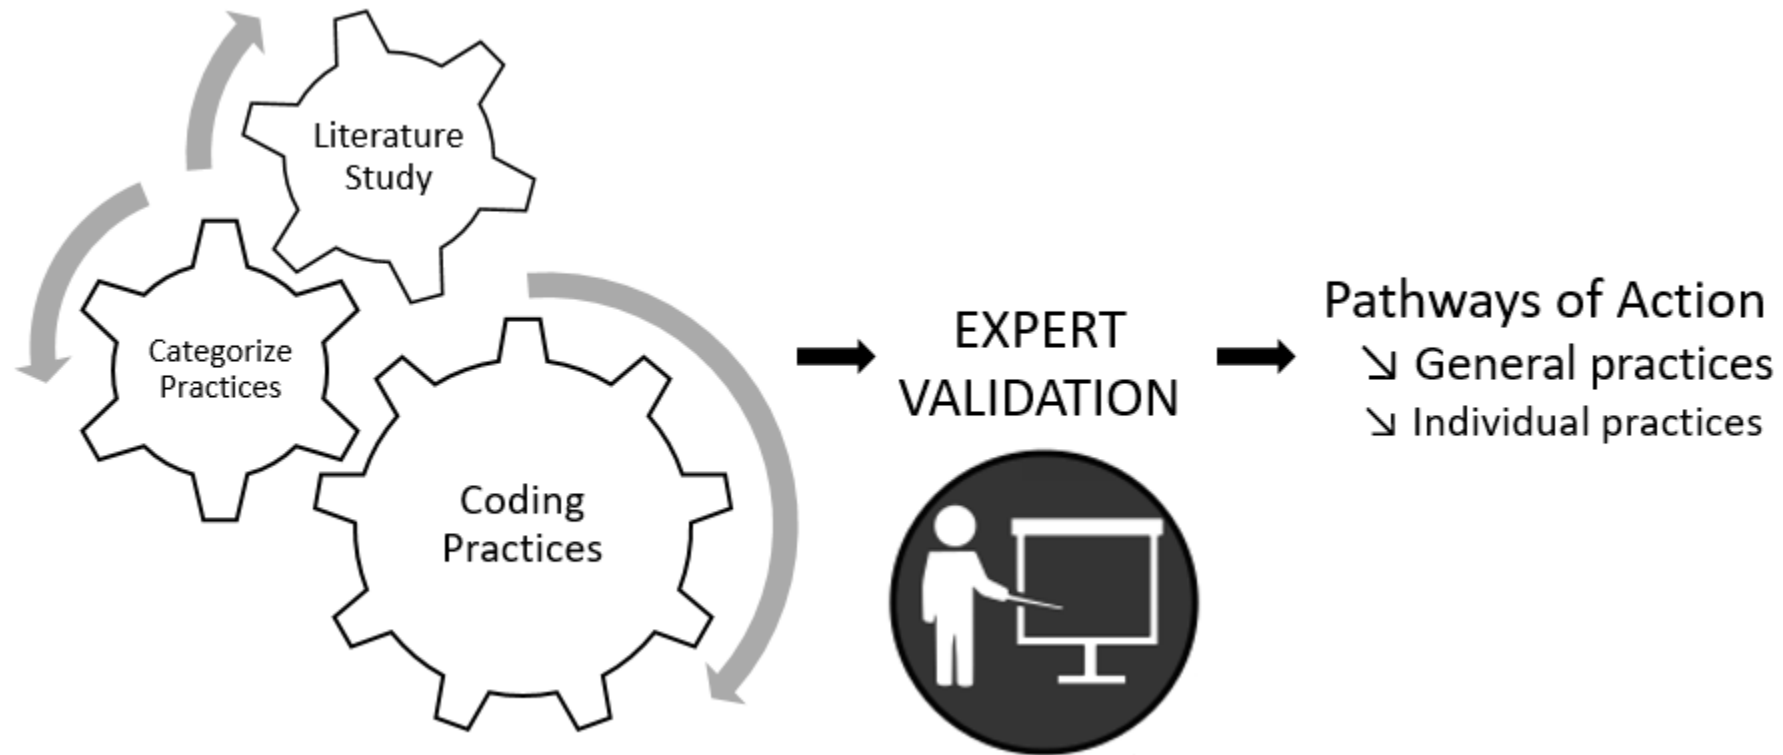 Literature
Study
Categorize
Practices
Coding
Practices
EXPERT
VALIDATION
Pathways of Action
↘ General practices
↘ Individual practices